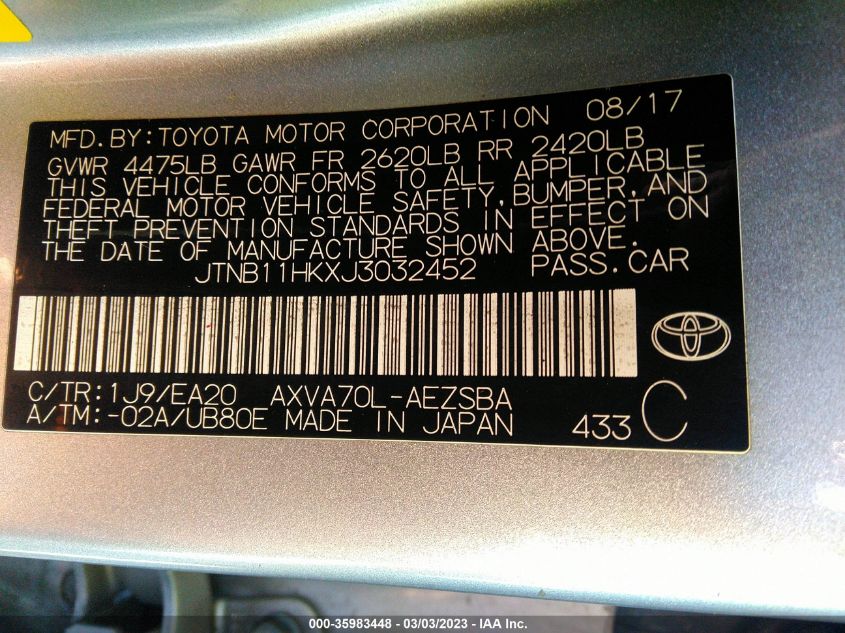 MFD.BY:TOYOTA MOTOR CORPORATION 08/17
GVWR 4475LB GAWR FR 2620LB RR 2420LB
THIS VEHICLE CONFORMS TO ALL APPLICABLE
FEDERAL MOTOR VEHICLE SAFETY,BUMPER,AND
THEFT PREVENTION STANDARDS IN EFFECT ON
THE DATE OF MANUFACTURE SHOWN ABOVE.
JTNB11HKXJ3032452 PASS.CAR
C/TR:1J9/EA20 AXVA70L-AEZSBA
A/TM:-02A/UB80E MADE IN JAPAN 433 C
000-35983448 - 03/03/2023 - IAA Inc.